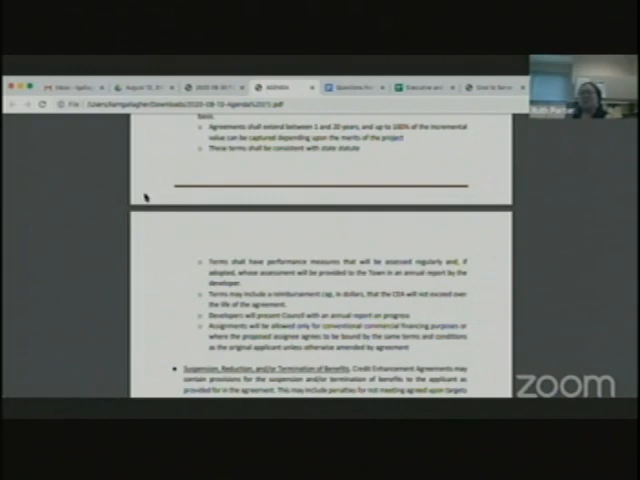 AGENDA
File
basis.
Agreements shall extend between 1 and 20 years, and up to 100% of the incremental
value can be captured depending upon the merits of the project
These terms shall be consistent with state statute
Terms shall have performance measures that will be assessed regularly and, if
adopted, whose assessment will be provided to the Town in an annual report by the
developer.
Terms may include a reimbursement cap, in dollars, that the CEA will not exceed over
the life of the agreement.
Developers will present Council with an annual report on progress
Assignments will be allowed only for conventional commercial financing purposes or
where the proposed assignee agrees to be bound by the same terms and conditions
as the original applicant unless otherwise amended by agreement
Suspension, Reduction, and/or Termination of Benefits. Credit Enhancement Agreements may
contain provisions for the suspension and/or termination of benefits to the applicant as
provided for in the agreement. This may include penalties for not meeting agreed upon targets
zoom